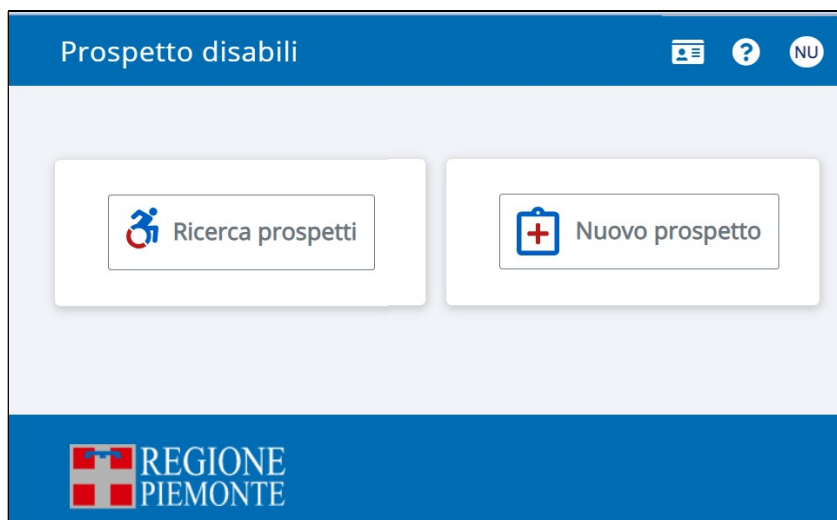 Prospetto disabili
?
NU
Ricerca prospetti
Nuovo prospetto
REGIONE
PIEMONTE